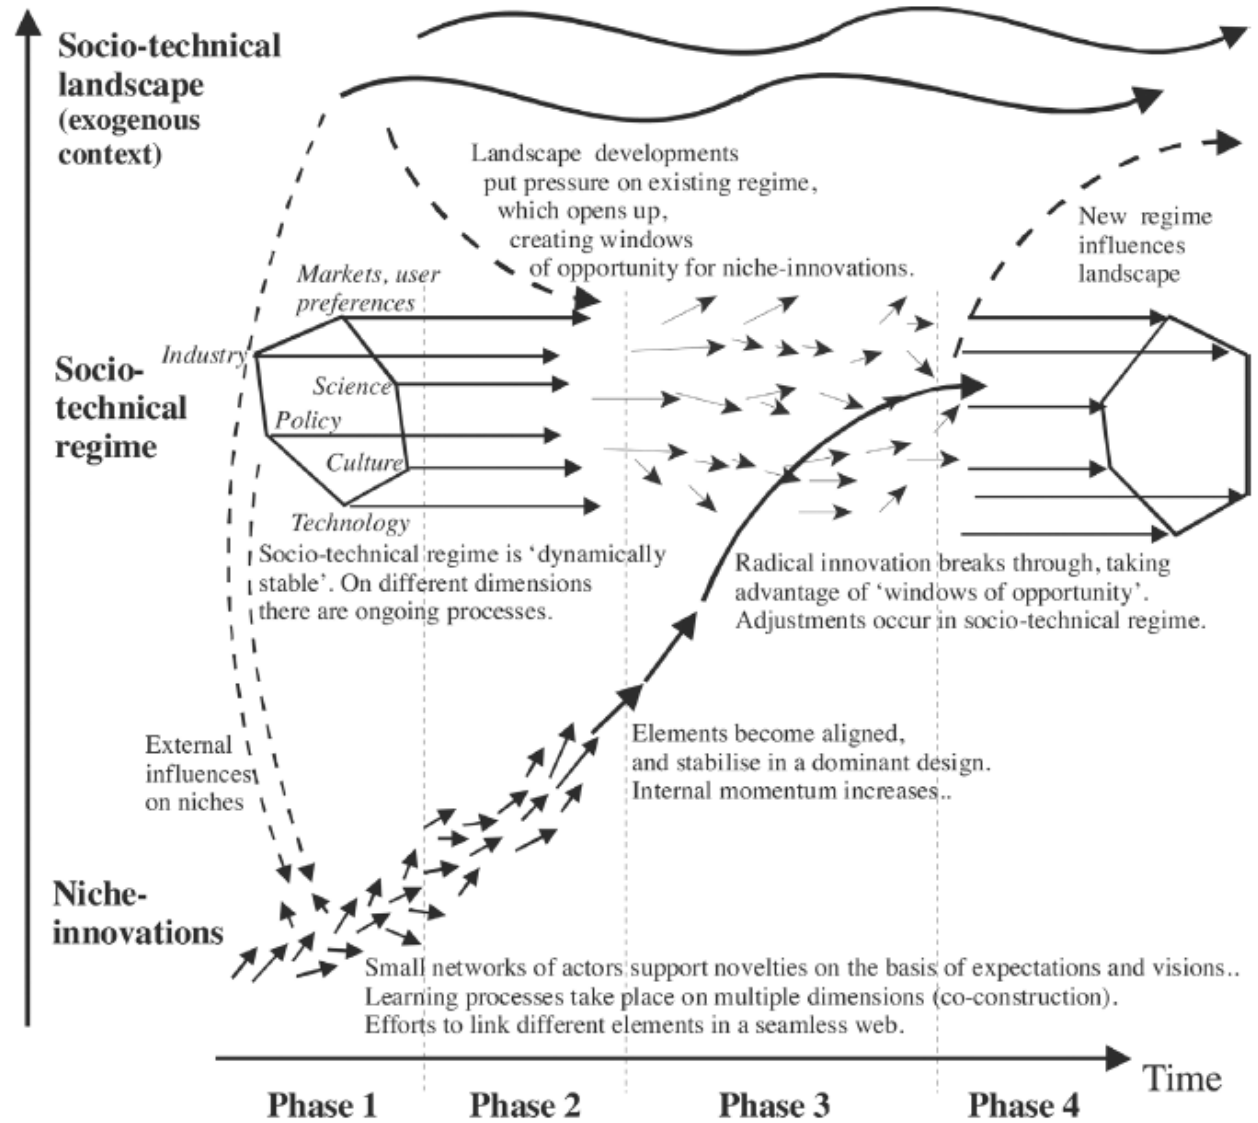 Socio-technical
landscape
(exogenous
context)
Landscape developments
put pressure on existing regime,
which opens up,
creating windows
of opportunity for niche-innovations.
New regime
influences
landscape
Markets, user
preferences
Industry
Science
Policy
Culture
Technology
Socio-
technical
regime
Socio-technical regime is ‘dynamically
stable’. On different dimensions
there are ongoing processes.
Radical innovation breaks through, taking
advantage of ‘windows of opportunity’.
Adjustments occur in socio-technical regime.
External
influences
on niches
Elements become aligned,
and stabilise in a dominant design.
Internal momentum increases..
Niche-
innovations
Small networks of actors support novelties on the basis of expectations and visions..
Learning processes take place on multiple dimensions (co-construction).
Efforts to link different elements in a seamless web.
Time
Phase 1
Phase 2
Phase 3
Phase 4